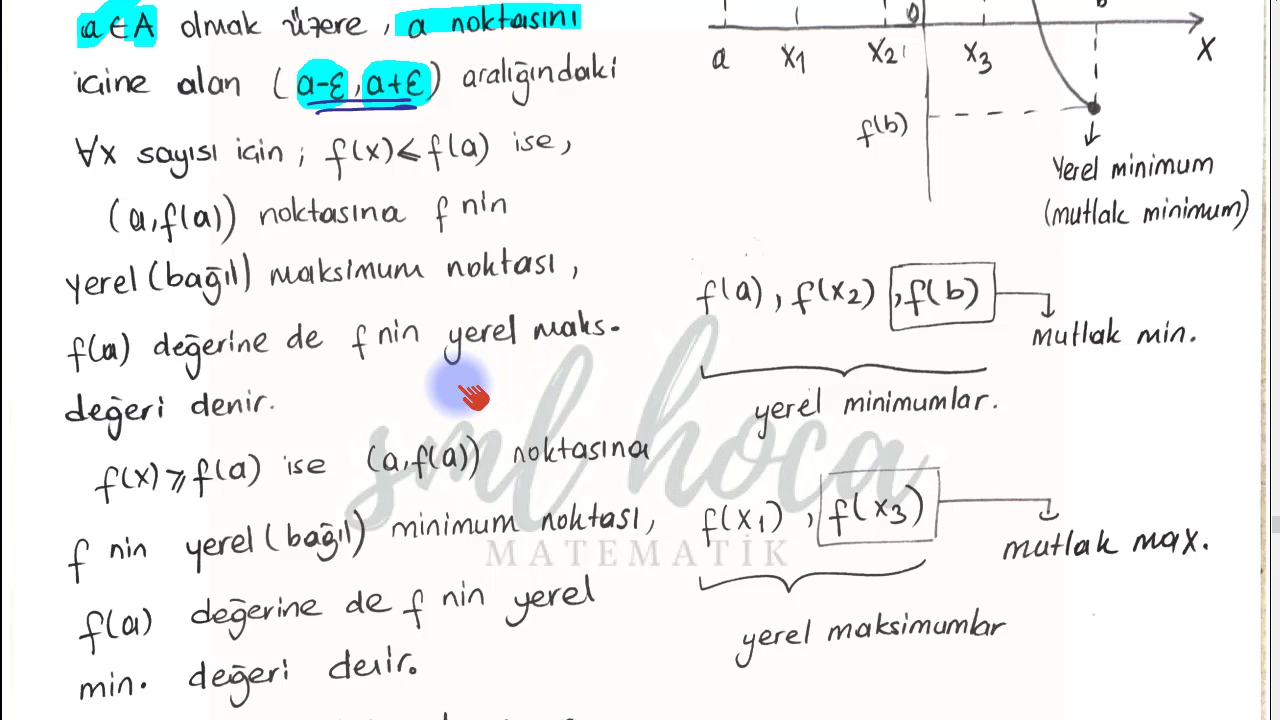 a∈A olmak üzere, a noktasını
içine alan (a-ε, a+ε) aralığındaki
∀x sayısı için; f(x)≤f(a) ise,
(a,f(a)) noktasına f nin
yerel (bağıl) maksimum noktası,
f(a) değerine de f nin yerel maks.
değeri denir.
f(x)≥f(a) ise (a,f(a)) noktasına
f nin yerel (bağıl) minimum noktası,
f(a) değerine de f nin yerel
min. değeri denir.
0
a x₁ x₂ x₃ b x
f(b)
Yerel minimum
(mutlak minimum)
f(a), f(x₂), f(b)
mutlak min.
yerel minimumlar.
f(x₁), f(x₃)
mutlak max.
yerel maksimumlar
sml hoca
MATEMATİK